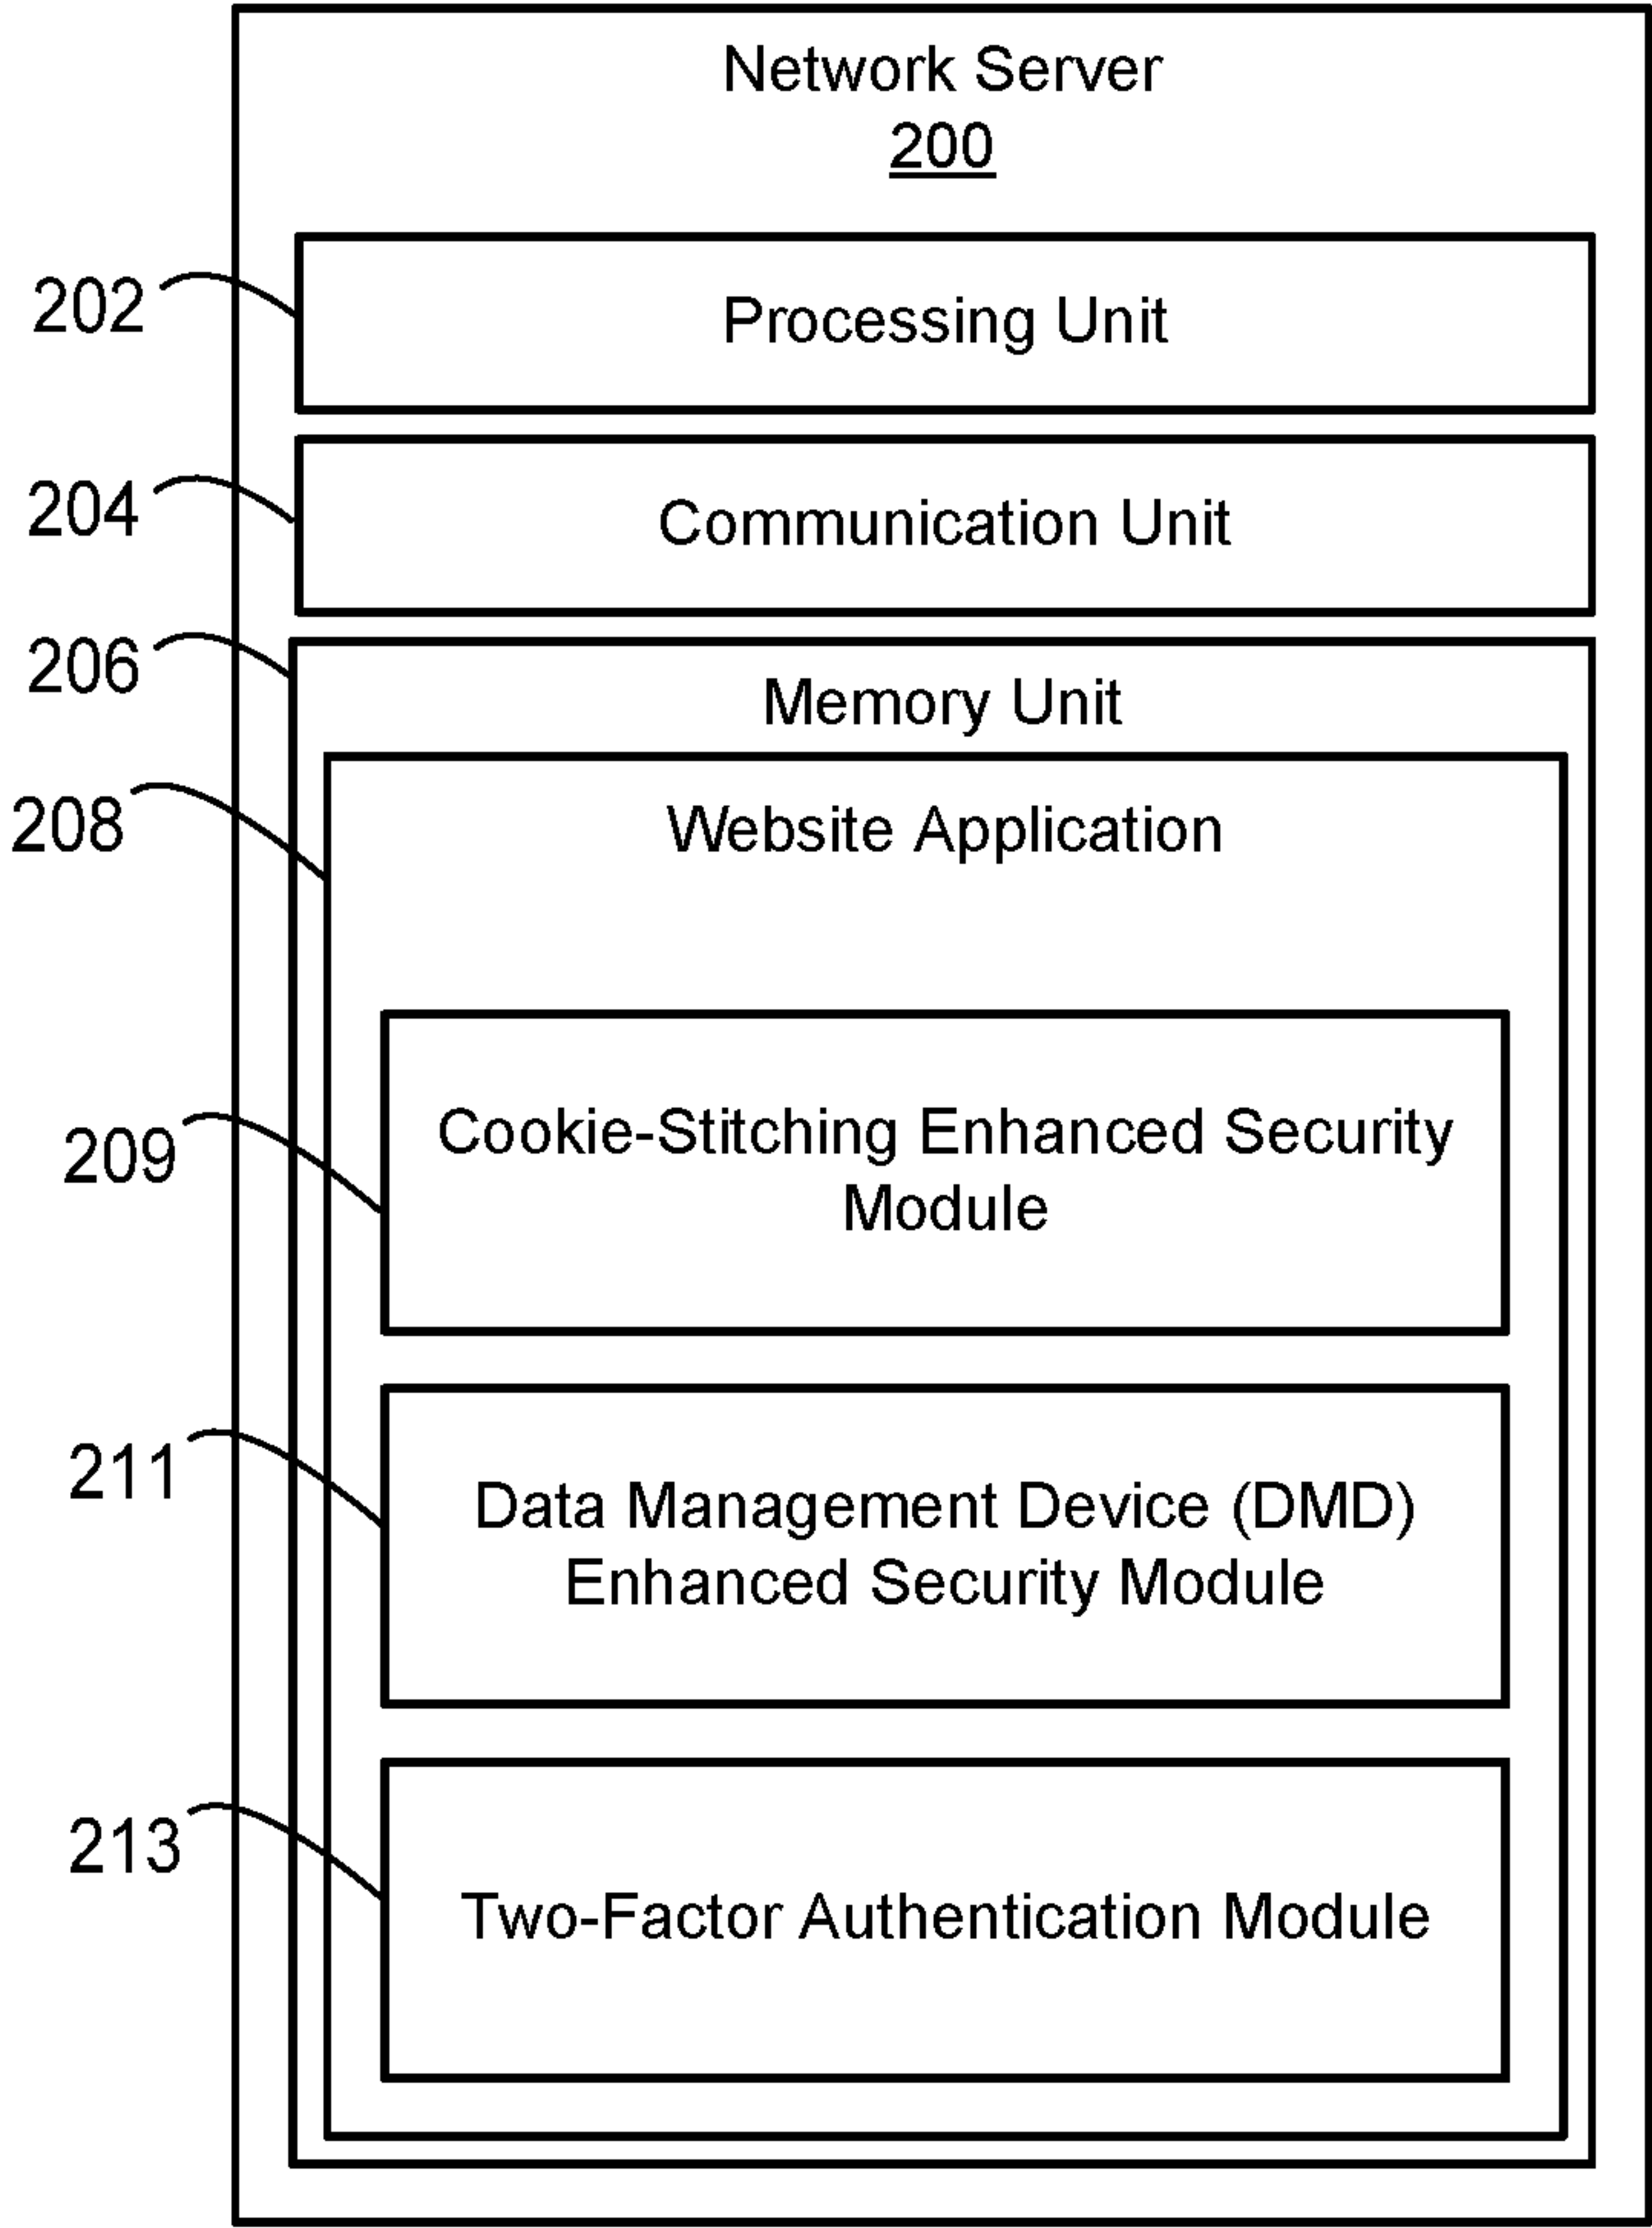 Network Server
200
202
Processing Unit
204
Communication Unit
206
Memory Unit
208
Website Application
209
Cookie-Stitching Enhanced Security
Module
211
Data Management Device (DMD)
Enhanced Security Module
213
Two-Factor Authentication Module